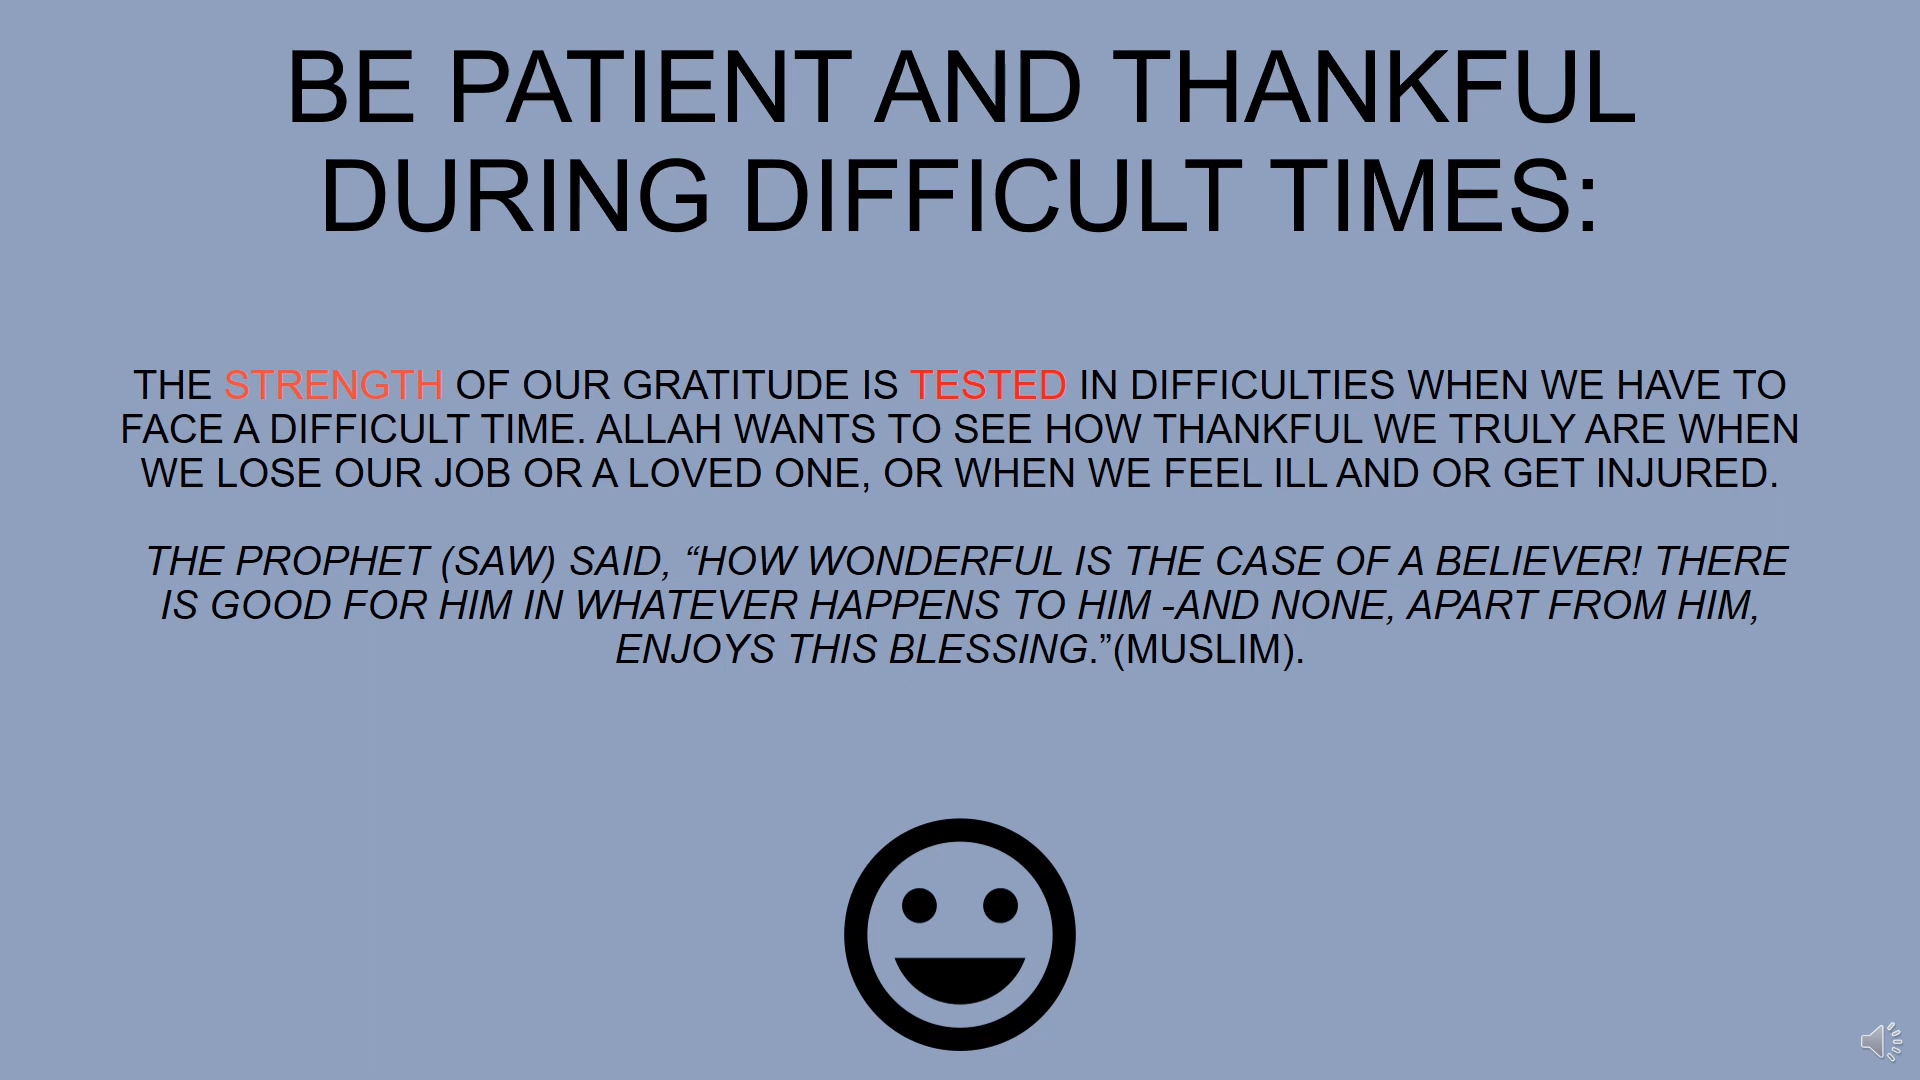 BE PATIENT AND THANKFUL
DURING DIFFICULT TIMES:
THE STRENGTH OF OUR GRATITUDE IS TESTED IN DIFFICULTIES WHEN WE HAVE TO
FACE A DIFFICULT TIME. ALLAH WANTS TO SEE HOW THANKFUL WE TRULY ARE WHEN
WE LOSE OUR JOB OR A LOVED ONE, OR WHEN WE FEEL ILL AND OR GET INJURED.
THE PROPHET (SAW) SAID, “HOW WONDERFUL IS THE CASE OF A BELIEVER! THERE
IS GOOD FOR HIM IN WHATEVER HAPPENS TO HIM -AND NONE, APART FROM HIM,
ENJOYS THIS BLESSING.”(MUSLIM).